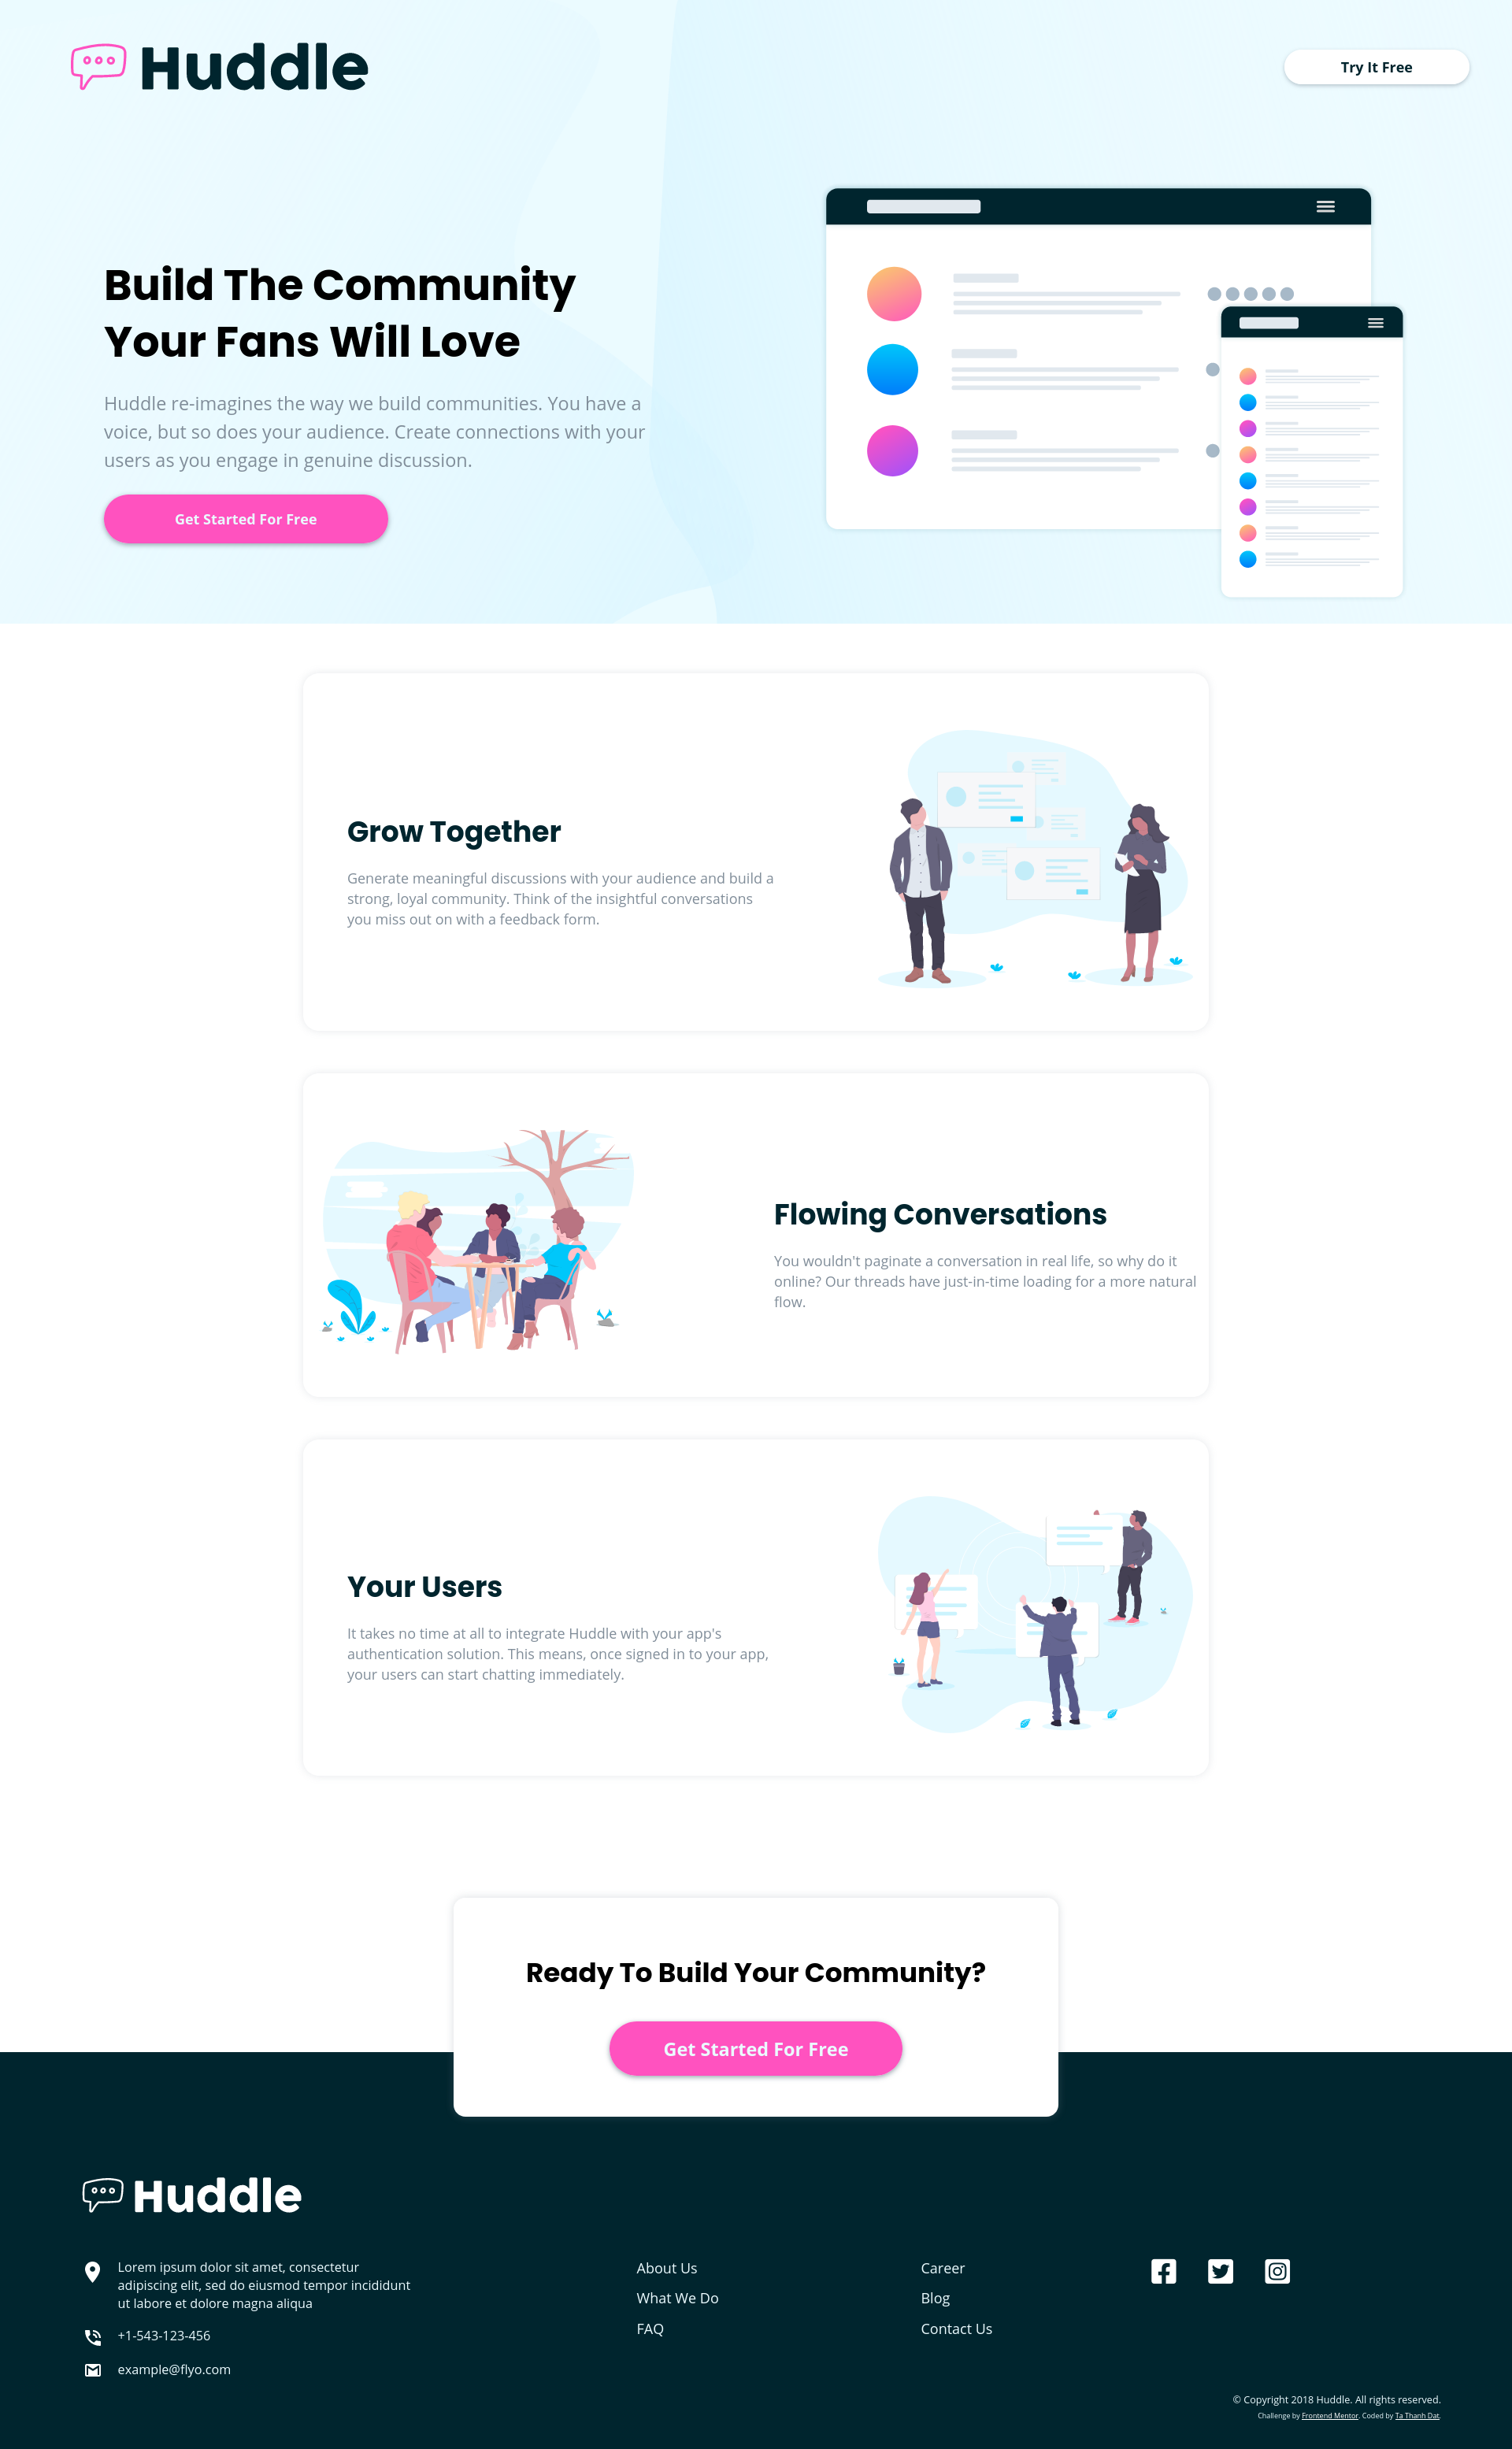 Huddle
Try It Free
Build The Community
Your Fans Will Love
Huddle re-imagines the way we build communities. You have a
voice, but so does your audience. Create connections with your
users as you engage in genuine discussion.
Get Started For Free
Grow Together
Generate meaningful discussions with your audience and build a
strong, loyal community. Think of the insightful conversations
you miss out on with a feedback form.
Flowing Conversations
You wouldn't paginate a conversation in real life, so why do it
online? Our threads have just-in-time loading for a more natural
flow.
Your Users
It takes no time at all to integrate Huddle with your app's
authentication solution. This means, once signed in to your app,
your users can start chatting immediately.
Ready To Build Your Community?
Get Started For Free
Huddle
Lorem ipsum dolor sit amet, consectetur
adipiscing elit, sed do eiusmod tempor incididunt
ut labore et dolore magna aliqua
+1-543-123-456
example@flyo.com
About Us
What We Do
FAQ
Career
Blog
Contact Us
© Copyright 2018 Huddle. All rights reserved.
Challenge by Frontend Mentor. Coded by Ta Thanh Dat.